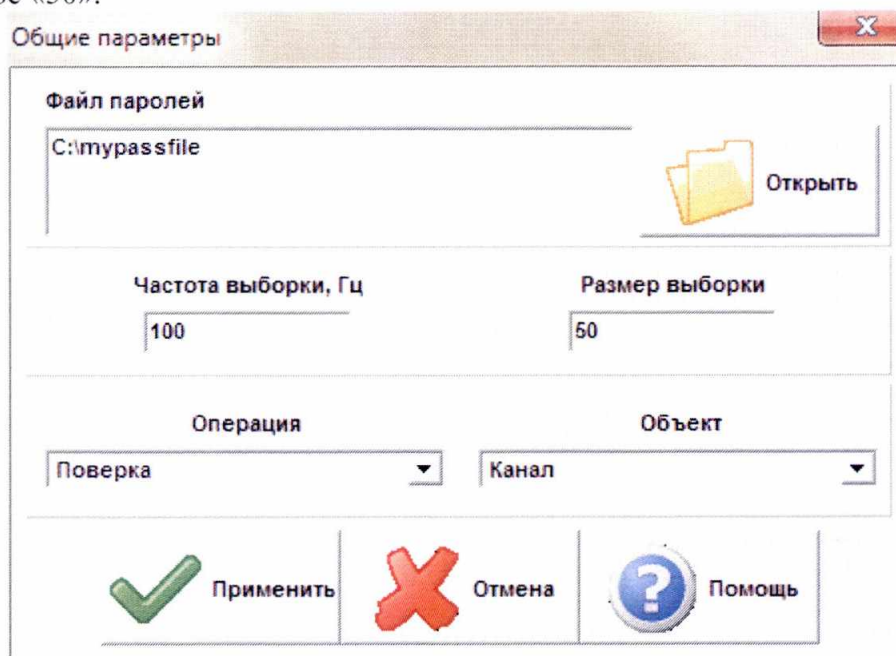 «50».
Общие параметры
Файл паролей
C:\mypassfile
Открыть
Частота выборки, Гц
Размер выборки
100
50
Операция
Объект
Поверка
Канал
Применить
Отмена
Помощь